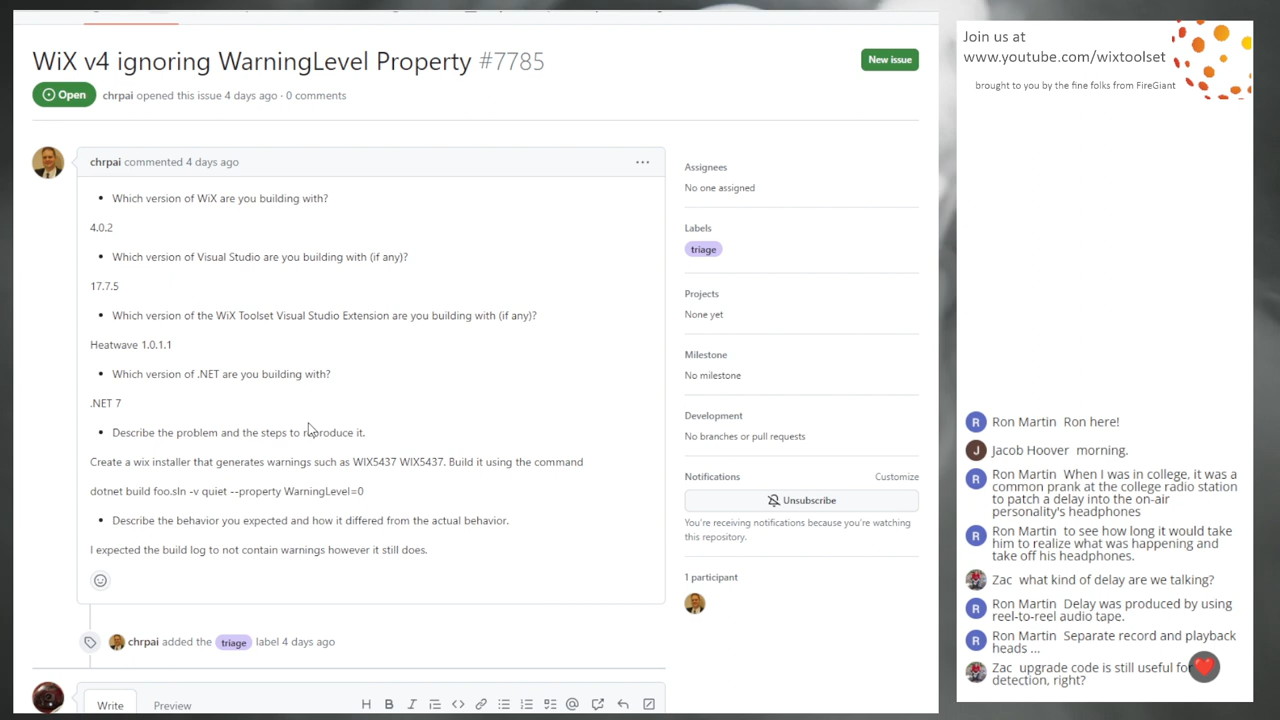 WiX v4 ignoring WarningLevel Property #7785
New issue
Open
chrpai opened this issue 4 days ago · 0 comments
chrpai commented 4 days ago
• Which version of WiX are you building with?
4.0.2
• Which version of Visual Studio are you building with (if any)?
17.7.5
• Which version of the WiX Toolset Visual Studio Extension are you building with (if any)?
Heatwave 1.0.1.1
• Which version of .NET are you building with?
.NET 7
• Describe the problem and the steps to reproduce it.
Create a wix installer that generates warnings such as WIX5437 WIX5437. Build it using the command
dotnet build foo.sln -v quiet --property WarningLevel=0
• Describe the behavior you expected and how it differed from the actual behavior.
I expected the build log to not contain warnings however it still does.
chrpai added the triage label 4 days ago
Write Preview
Assignees
No one assigned
Labels
triage
Projects
None yet
Milestone
No milestone
Development
No branches or pull requests
Notifications Customize
Unsubscribe
You're receiving notifications because you're watching
this repository.
1 participant
Join us at
www.youtube.com/wixtoolset
brought to you by the fine folks from FireGiant
R Ron Martin Ron here!
J Jacob Hoover morning.
R Ron Martin When I was in college, it was a
common prank at the college radio station
to patch a delay into the on-air
personality's headphones
R Ron Martin to see how long it would take
him to realize what was happening and
take off his headphones.
Zac what kind of delay are we talking?
R Ron Martin Delay was produced by using
reel-to-reel audio tape.
R Ron Martin Separate record and playback
heads ...
Zac upgrade code is still useful for
detection, right?